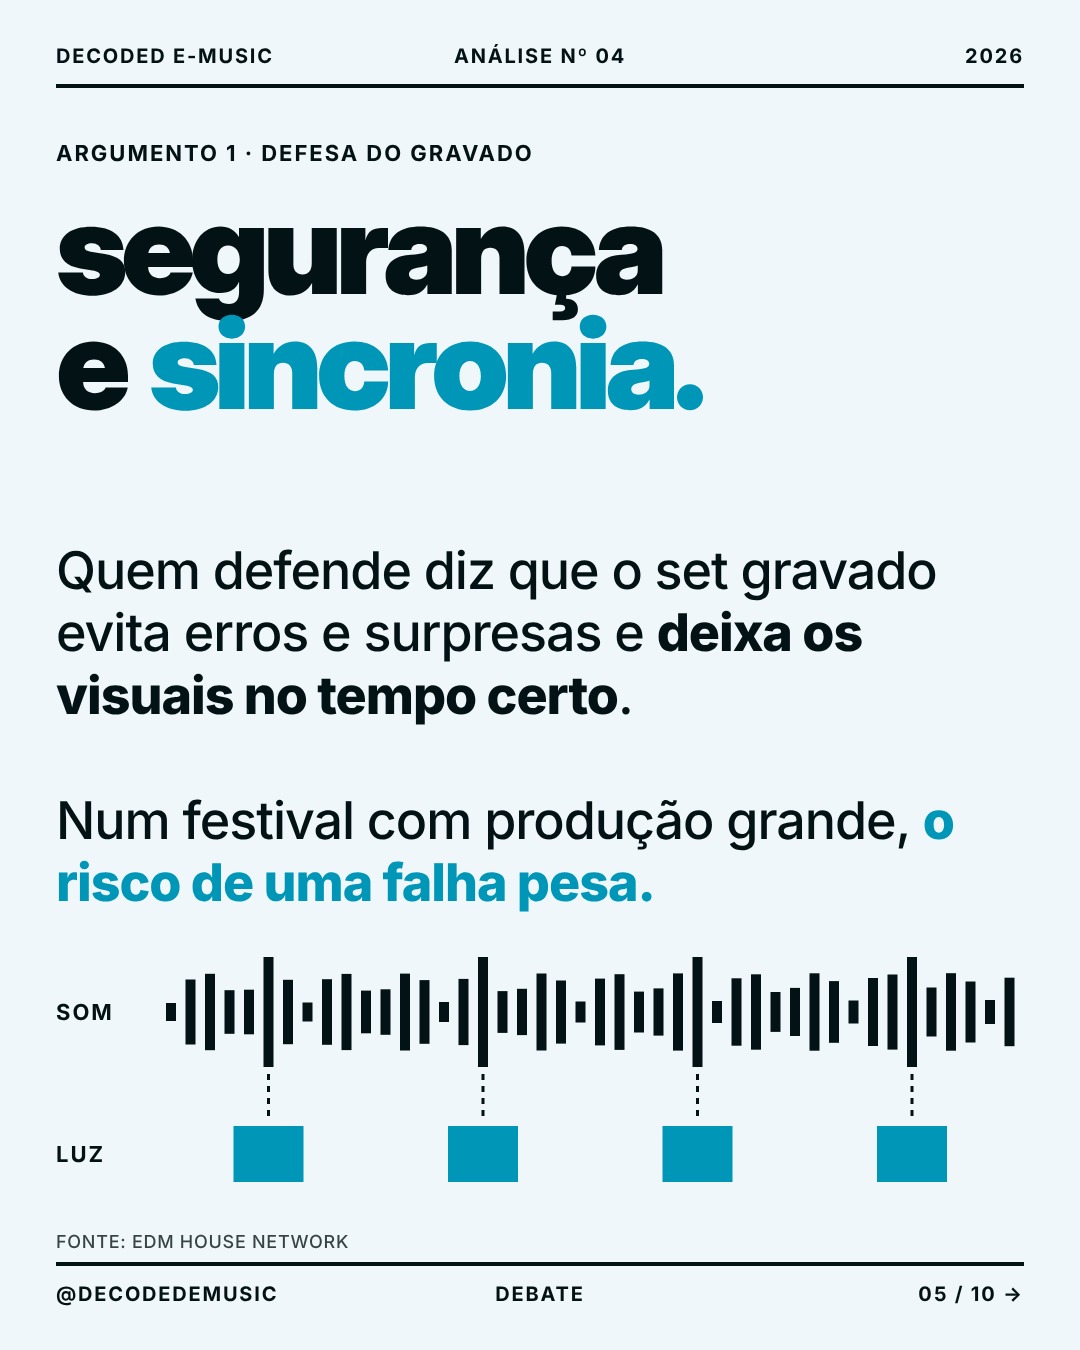 DECODED E-MUSIC
ANÁLISE Nº 04
2026
ARGUMENTO 1 · DEFESA DO GRAVADO
segurança
e sincronia.
Quem defende diz que o set gravado
evita erros e surpresas e deixa os
visuais no tempo certo.
Num festival com produção grande, o
risco de uma falha pesa.
SOM
LUZ
FONTE: EDM HOUSE NETWORK
@DECODEDEMUSIC
DEBATE
05 / 10 →